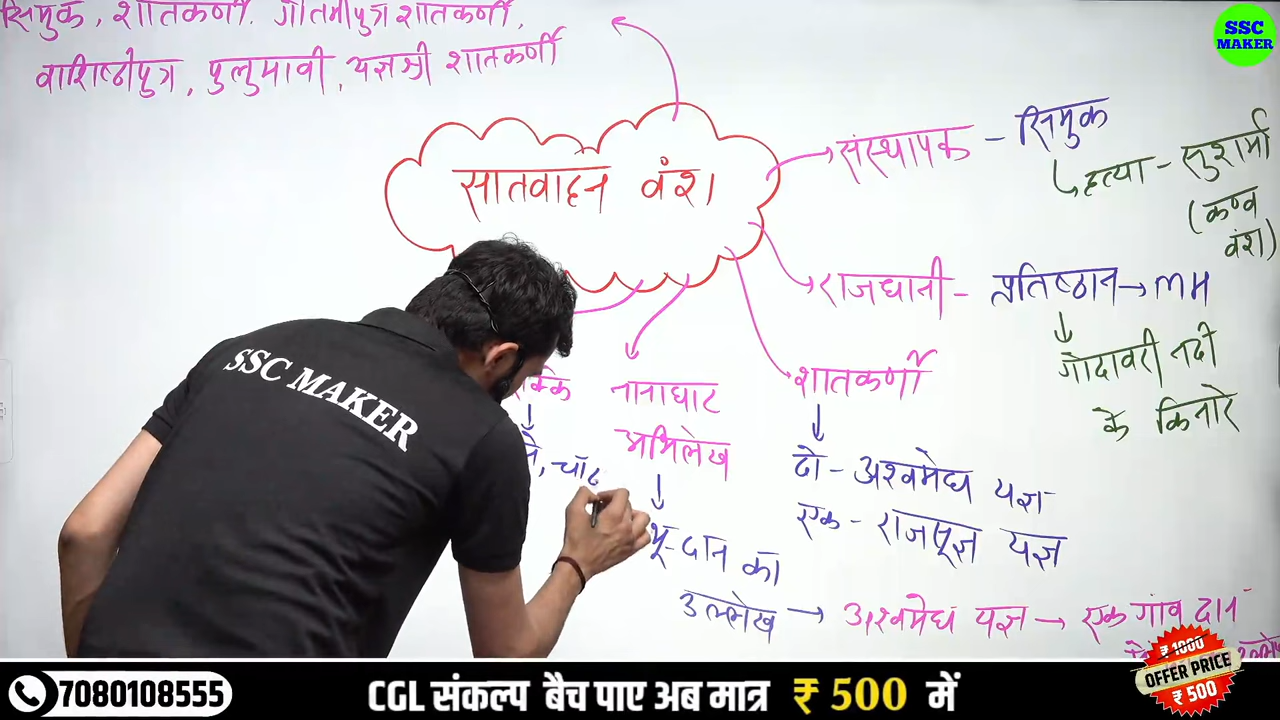 सिमुक, शातकर्णी, गौतमीपुत्र शातकर्णी,
वाशिष्ठीपुत्र, पुलुमावी, यज्ञश्री शातकर्णी
SSC
MAKER
सातवाहन वंश
संस्थापक - सिमुक
हत्या - सुशर्मा
(कण्व
वंश)
राजधानी - प्रतिष्ठान → MH
गोदावरी नदी
के किनारे
शातकर्णी
दो - अश्वमेध यज्ञ
एक - राजसूज्ञ यज्ञ
नानाघाट
अभिलेख
भू-दान का
उल्लेख → अश्वमेध यज्ञ → एक गांव दान
SSC MAKER
₹ 1000
OFFER PRICE
₹ 500
7080108555
CGL संकल्प बैच पाए अब मात्र ₹ 500 में